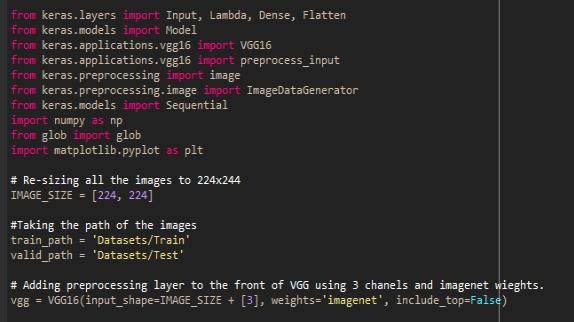 from keras.layers import Input, Lambda, Dense, Flatten
from keras.models import Model
from keras.applications.vgg16 import VGG16
from keras.applications.vgg16 import preprocess_input
from keras.preprocessing import image
from keras.preprocessing.image import ImageDataGenerator
from keras.models import Sequential
import numpy as np
from glob import glob
import matplotlib.pyplot as plt
# Re-sizing all the images to 224x244
IMAGE_SIZE = [224, 224]
#Taking the path of the images
train_path = 'Datasets/Train'
valid_path = 'Datasets/Test'
# Adding preprocessing layer to the front of VGG using 3 chanels and imagenet wieghts.
vgg = VGG16(input_shape=IMAGE_SIZE + [3], weights='imagenet', include_top=False)